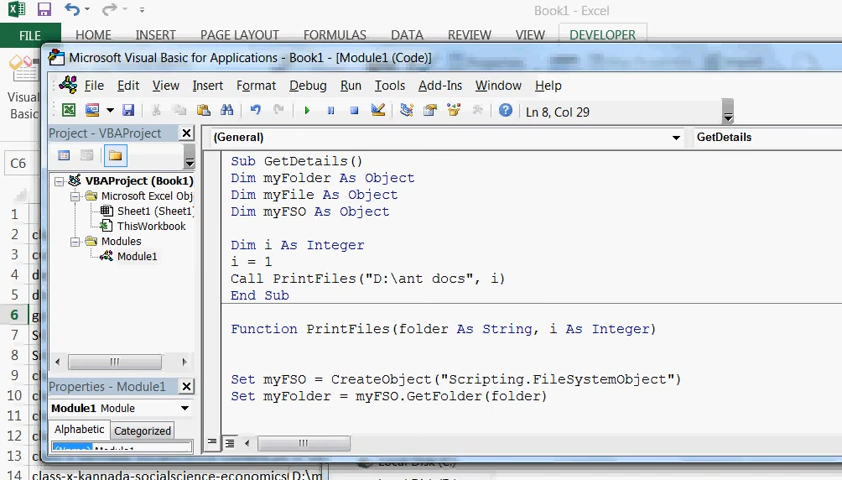 Book1 - Excel
FILE HOME INSERT PAGE LAYOUT FORMULAS DATA REVIEW VIEW DEVELOPER
Microsoft Visual Basic for Applications - Book1 - [Module1 (Code)]
File Edit View Insert Format Debug Run Tools Add-Ins Window Help
Visual
Basic
Ln 8, Col 29
Project - VBAProject
(General) GetDetails
C6
VBAProject (Book1)
Microsoft Excel Obj
Sheet1 (Sheet1
ThisWorkbook
Modules
Module1
Sub GetDetails()
Dim myFolder As Object
Dim myFile As Object
Dim myFSO As Object
Dim i As Integer
i = 1
Call PrintFiles("D:\ant docs", i)
End Sub
Function PrintFiles(folder As String, i As Integer)
Set myFSO = CreateObject("Scripting.FileSystemObject")
Set myFolder = myFSO.GetFolder(folder)
1
2
3
4
5
6
7
8
9
10
11
12
13
14
Properties - Module1
Module1 Module
Alphabetic Categorized
(Name) Module1
Local Disk (C:)
class-x-kannada-socialscience-economics(D:\m